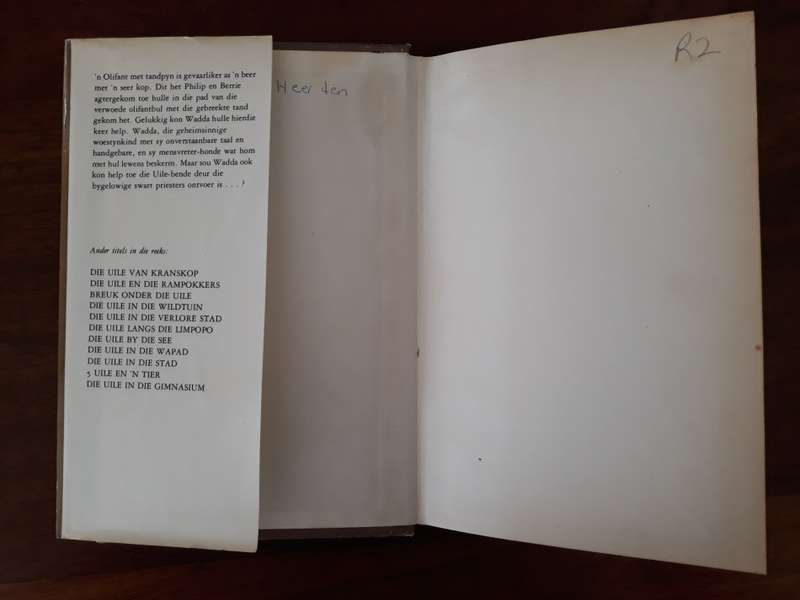 'n Olifant met tandpyn is gevaarliker as 'n beer
met 'n seer kop. Dit het Philip en Berrie
agtergekom toe hulle in die pad van die
verwoede olifantbul met die gebreekte tand
gekom het. Gelukkig kon Wadda hulle hierdie
keer help. Wadda, die geheimsinnige
woestynkind met sy onverstaanbare taal en
handgebare, en sy mensvreter-honde wat hom
met hul lewens beskerm. Maar sou Wadda ook
kon help toe die Uile-bende deur die
bygelowige swart priesters ontvoer is . . . ?
Ander titels in die reeks:
DIE UILE VAN KRANSKOP
DIE UILE EN DIE RAMPOKKERS
BREUK ONDER DIE UILE
DIE UILE IN DIE WILDTUIN
DIE UILE IN DIE VERLORE STAD
DIE UILE LANGS DIE LIMPOPO
DIE UILE BY DIE SEE
DIE UILE IN DIE WAPAD
DIE UILE IN DIE STAD
5 UILE EN 'N TIER
DIE UILE IN DIE GIMNASIUM
Heerden
R2